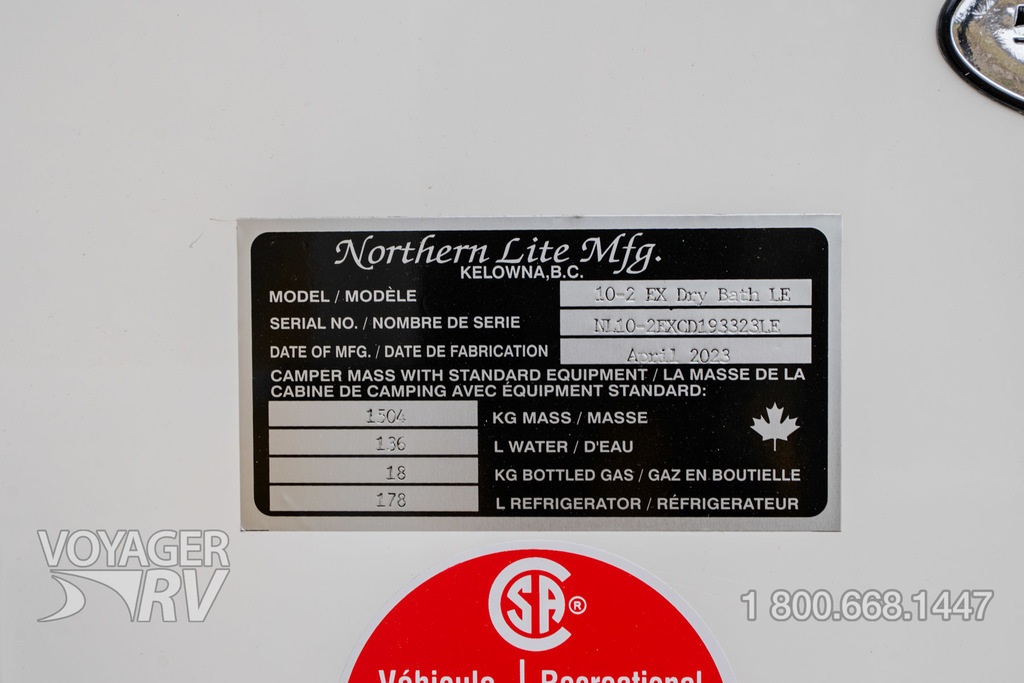 Northern Lite Mfg.
KELOWNA, B.C.
MODEL / MODÈLE 10-2 EX Dry Bath LE
SERIAL NO. / NOMBRE DE SERIE NL10-2EXCD193323LE
DATE OF MFG. / DATE DE FABRICATION April 2023
CAMPER MASS WITH STANDARD EQUIPMENT / LA MASSE DE LA
CABINE DE CAMPING AVEC ÉQUIPMENT STANDARD:
1504 KG MASS / MASSE
136 L WATER / D'EAU
18 KG BOTTLED GAS / GAZ EN BOUTIELLE
178 L REFRIGERATOR / RÉFRIGERATEUR
VOYAGER
RV
1 800.668.1447
CSA ®
Véhicule Recreational